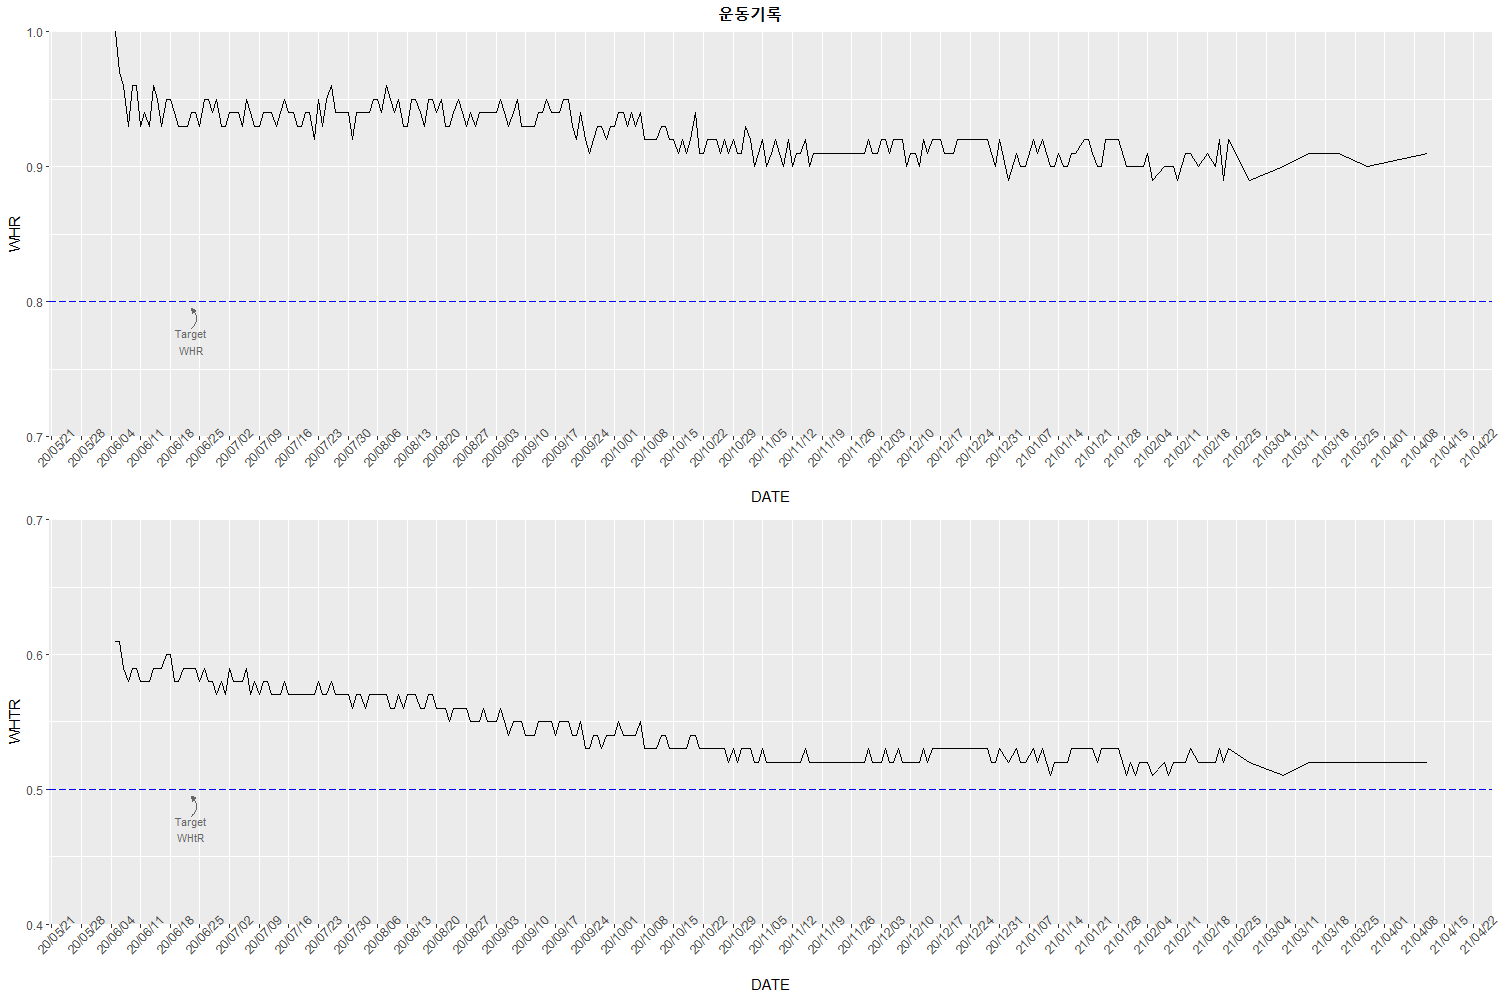 운동기록
WHR
1.0
0.9
0.8
0.7
Target
WHR
20/05/21 20/05/28 20/06/04 20/06/11 20/06/18 20/06/25 20/07/02 20/07/09 20/07/16 20/07/23 20/07/30 20/08/06 20/08/13 20/08/20 20/08/27 20/09/03 20/09/10 20/09/17 20/09/24 20/10/01 20/10/08 20/10/15 20/10/22 20/10/29 20/11/05 20/11/12 20/11/19 20/11/26 20/12/03 20/12/10 20/12/17 20/12/24 20/12/31 21/01/07 21/01/14 21/01/21 21/01/28 21/02/04 21/02/11 21/02/18 21/02/25 21/03/04 21/03/11 21/03/18 21/03/25 21/04/01 21/04/08 21/04/15 21/04/22
DATE
WHTR
0.7
0.6
0.5
0.4
Target
WHtR
20/05/21 20/05/28 20/06/04 20/06/11 20/06/18 20/06/25 20/07/02 20/07/09 20/07/16 20/07/23 20/07/30 20/08/06 20/08/13 20/08/20 20/08/27 20/09/03 20/09/10 20/09/17 20/09/24 20/10/01 20/10/08 20/10/15 20/10/22 20/10/29 20/11/05 20/11/12 20/11/19 20/11/26 20/12/03 20/12/10 20/12/17 20/12/24 20/12/31 21/01/07 21/01/14 21/01/21 21/01/28 21/02/04 21/02/11 21/02/18 21/02/25 21/03/04 21/03/11 21/03/18 21/03/25 21/04/01 21/04/08 21/04/15 21/04/22
DATE